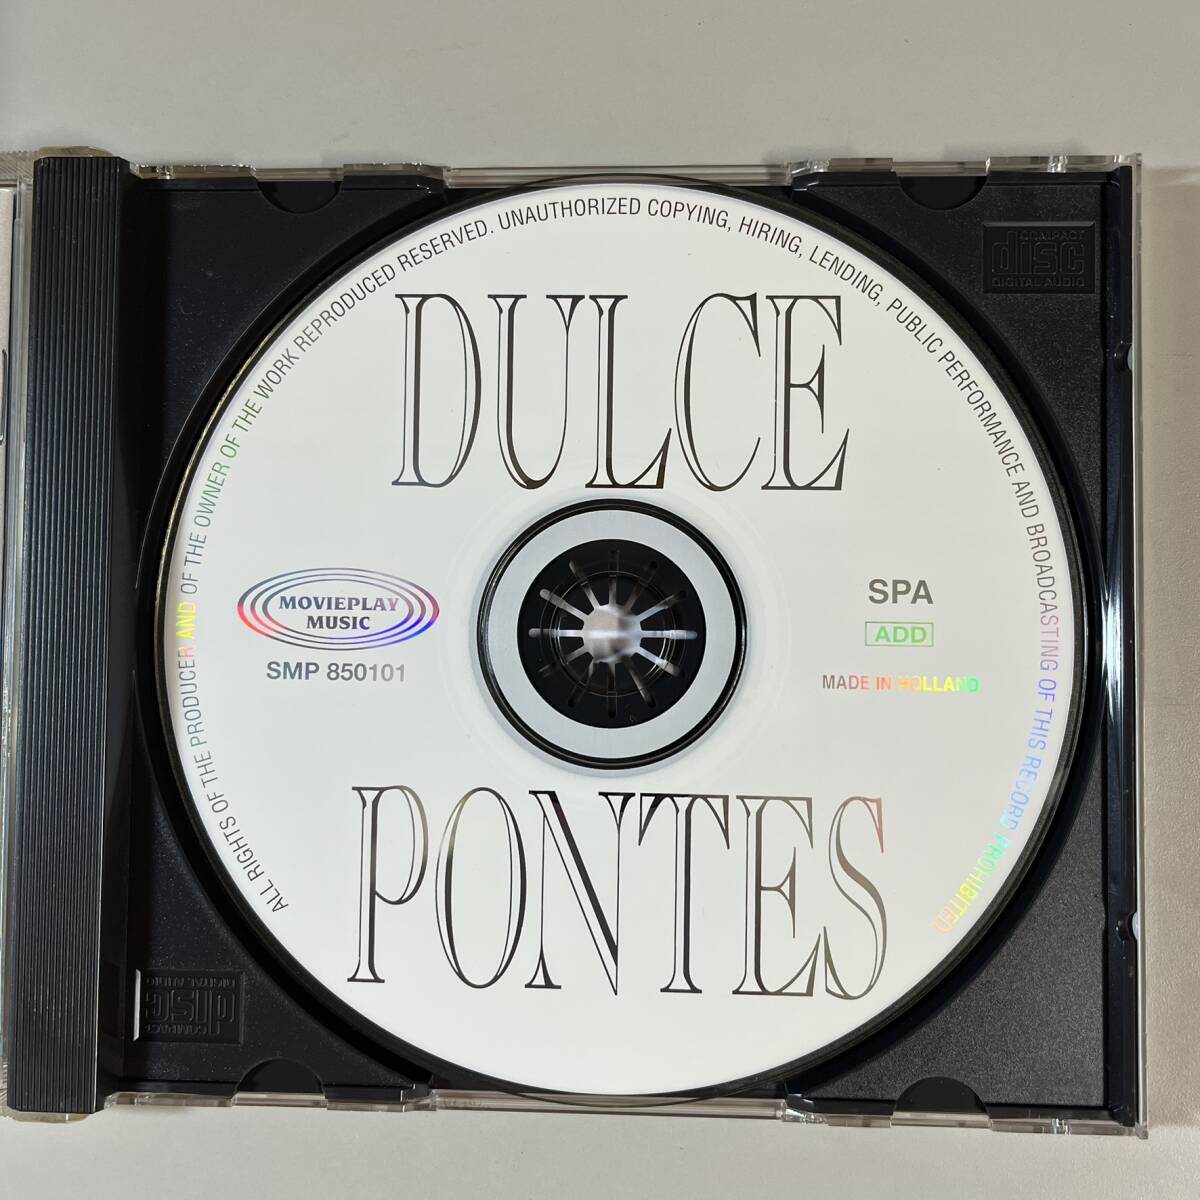 ALL RIGHTS OF THE PRODUCER AND OF THE OWNER OF THE WORK REPRODUCED RESERVED. UNAUTHORIZED COPYING, HIRING, LENDING, PUBLIC PERFORMANCE AND BROADCASTING OF THIS RECORD PROHIBITED
DULCE
MOVIEPLAY
MUSIC
SMP 850101
SPA
ADD
MADE IN HOLLAND
PONTES
COMPACT
disc
DIGITAL AUDIO
COMPACT
disc
DIGITAL AUDIO